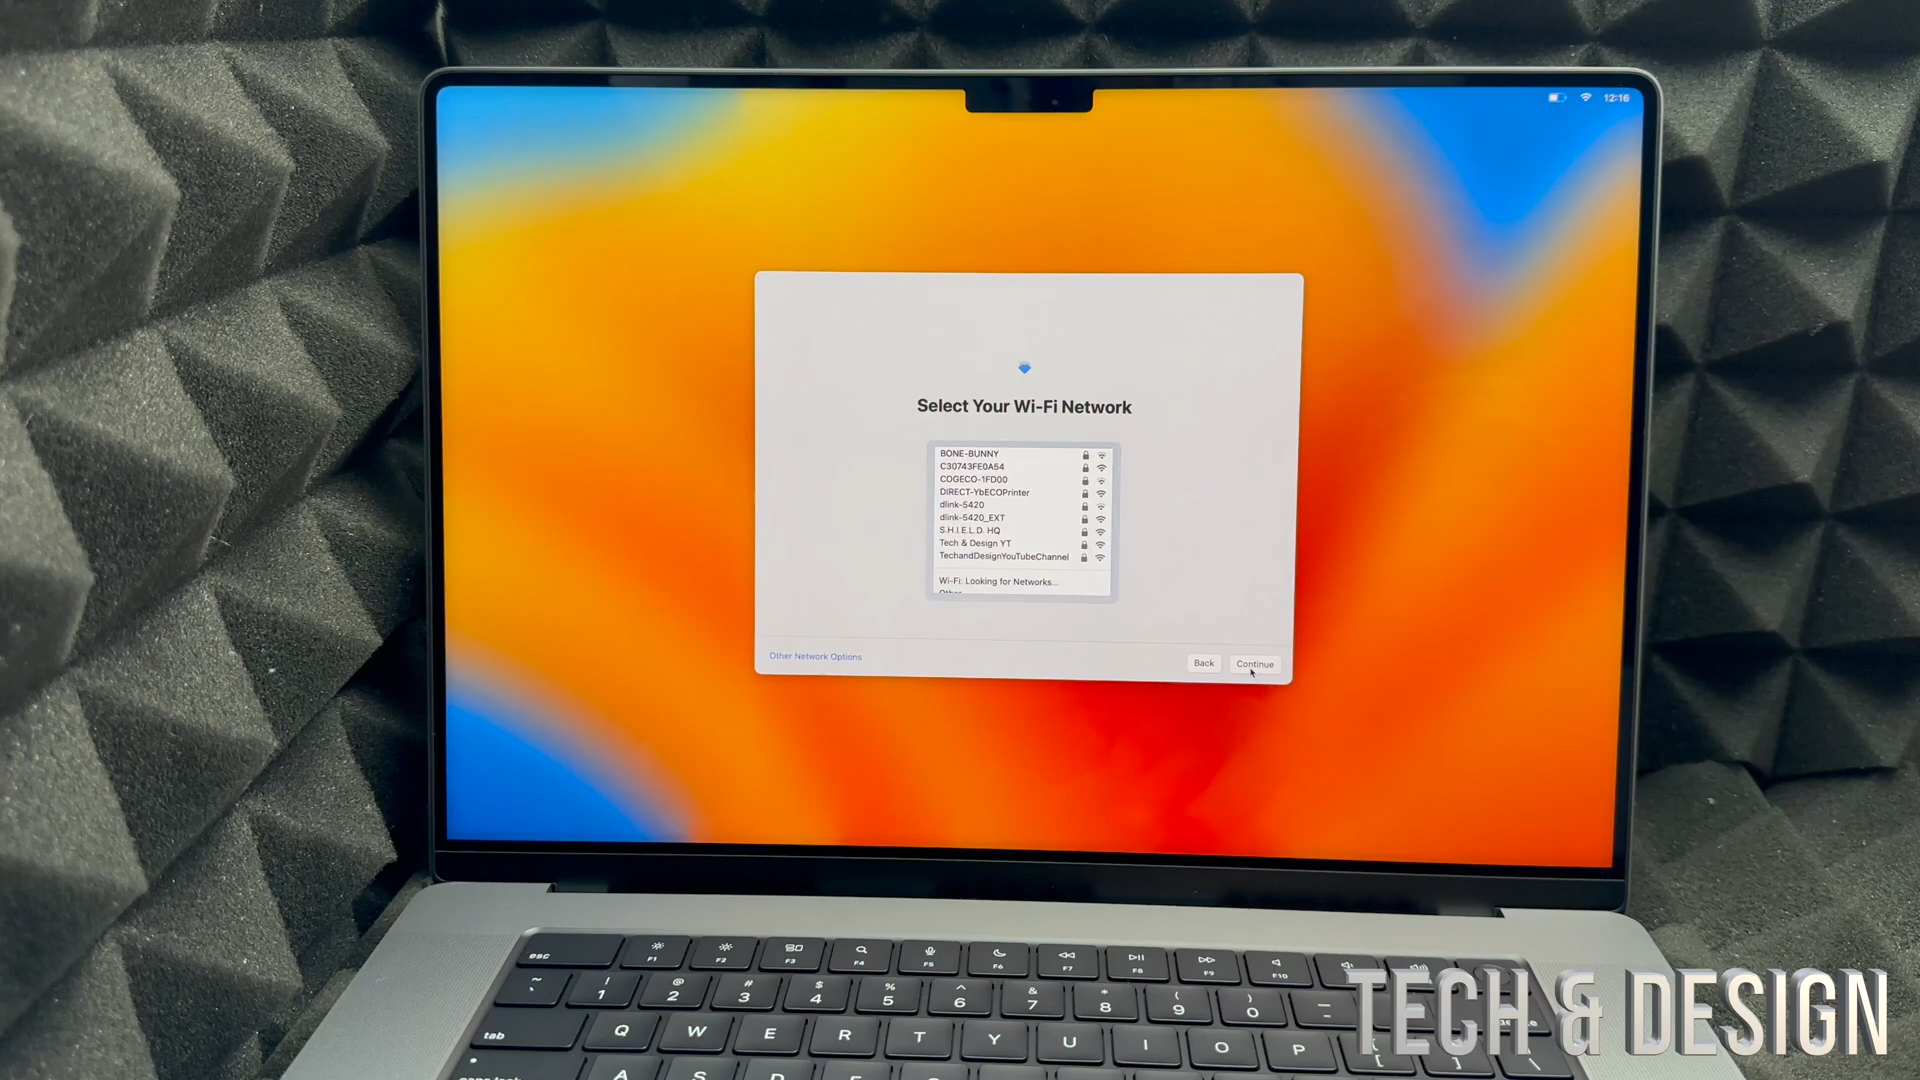 12:16
Select Your Wi-Fi Network
BONE-BUNNY
C30743FE0A54
COGECO-1FD00
DIRECT-YbECOPrinter
dlink-5420
dlink-5420_EXT
S.H.I.E.L.D. HQ
Tech & Design YT
TechandDesignYouTubeChannel
Wi-Fi: Looking for Networks...
Other...
Other Network Options
Back
Continue
esc
F1
F2
F3
F4
F5
F7
F8
F9
F10
~ ! @ # $ % ^ & * ( ) _
` 1 2 3 4 5 6 7 8 9 0 -
tab Q W E R T Y U I O P [ ] \
TECH & DESIGN